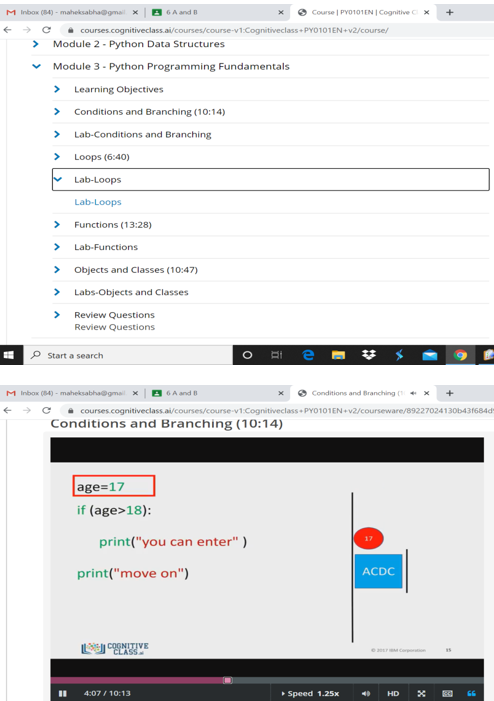 Inbox (84) - maheksabha@gmai
6 A and B
Course | PY0101EN | Cognitive Cl
courses.cognitiveclass.ai/courses/course-v1:Cognitiveclass+PY0101EN+v2/course/
Module 2 - Python Data Structures
Module 3 - Python Programming Fundamentals
Learning Objectives
Conditions and Branching (10:14)
Lab-Conditions and Branching
Loops (6:40)
Lab-Loops
Lab-Loops
Functions (13:28)
Lab-Functions
Objects and Classes (10:47)
Labs-Objects and Classes
Review Questions
Review Questions
Start a search
Inbox (84) - maheksabha@gmai
6 A and B
Conditions and Branching (1
courses.cognitiveclass.ai/courses/course-v1:Cognitiveclass+PY0101EN+v2/courseware/89227024130b43f684d
Conditions and Branching (10:14)
age=17
if (age>18):
print("you can enter" )
print("move on")
17
ACDC
COGNITIVE
CLASS.ai
© 2017 IBM Corporation
4:07 / 10:13
Speed 1.25x
HD